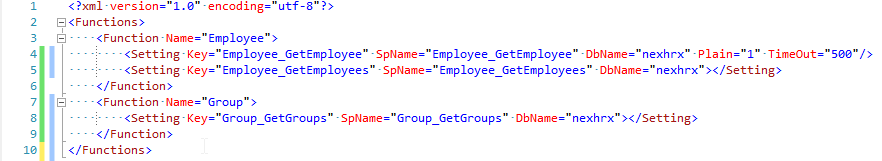 1 <?xml version="1.0" encoding="utf-8"?>
2 <Functions>
3 <Function Name="Employee">
4 <Setting Key="Employee_GetEmployee" SpName="Employee_GetEmployee" DbName="nexhrx" Plain="1" TimeOut="500"/>
5 <Setting Key="Employee_GetEmployees" SpName="Employee_GetEmployees" DbName="nexhrx"></Setting>
6 </Function>
7 <Function Name="Group">
8 <Setting Key="Group_GetGroups" SpName="Group_GetGroups" DbName="nexhrx"></Setting>
9 </Function>
10 </Functions>